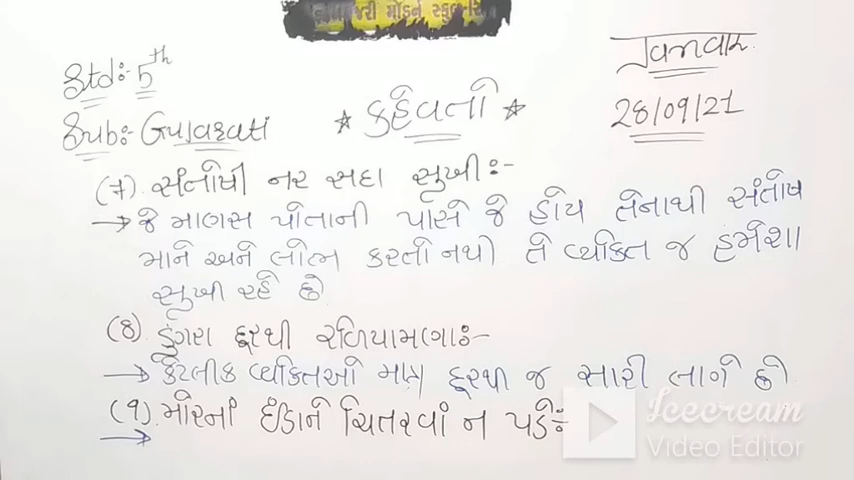 મોડર્ન સ્કુલ
Std:- 5th
Sub:- Gujarati
કહેવતો
28/09/21
(7). સંતોષી નર સદા સુખી:-
→ જે માણસ પોતાની પાસે જે હોય તેનાથી સંતોષ
માને અને લોભ કરતો નથી તે વ્યક્તિ જ હંમેશા
સુખી રહે છે
(8). ડુંગરા દૂરથી રળિયામણા:-
→ કેટલીક વ્યક્તિઓ માત્ર દૂરથી જ સારી લાગે છે
(9). મોરનાં ઈંડાને ચિતરવાં ન પડે:-
→
Icecream
Video Editor